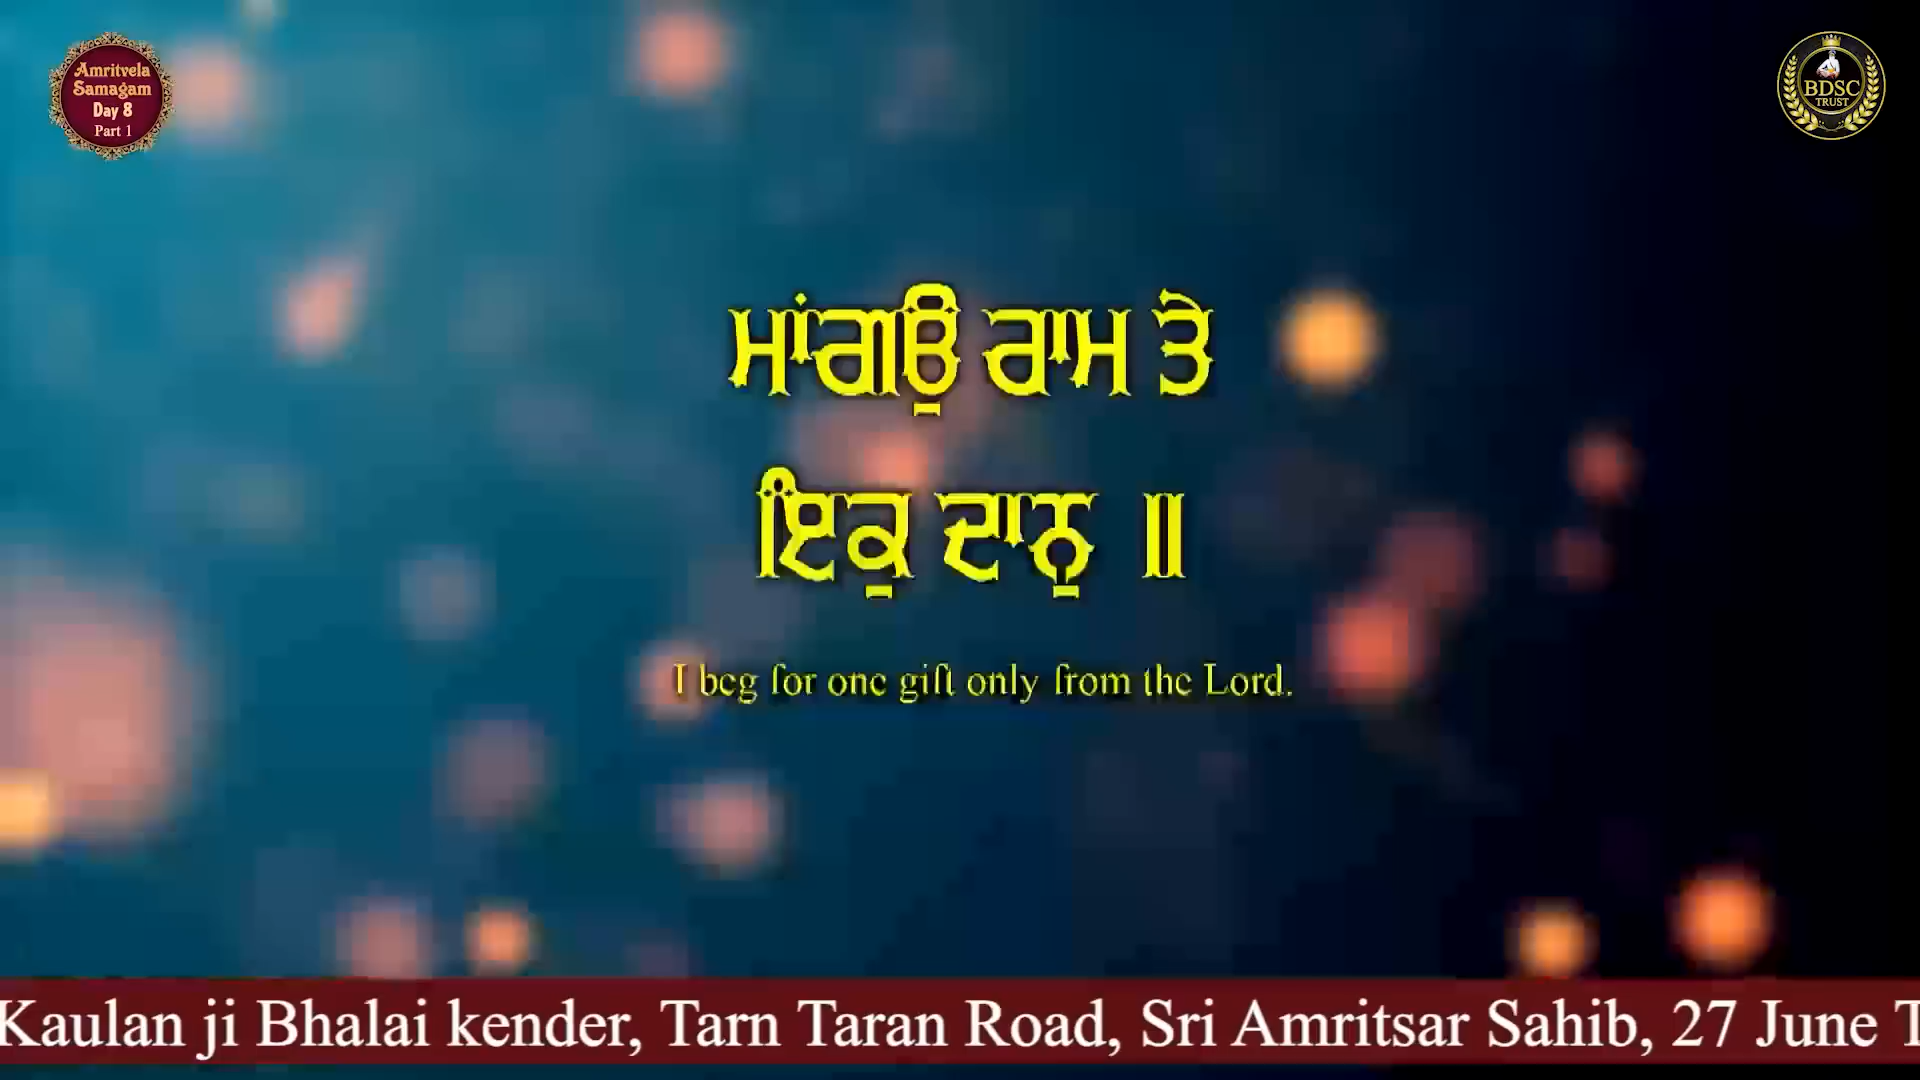 Amritvela
Samagam
Day 8
Part 1
BDSC
TRUST
ਮਾਂਗਉ ਰਾਮ ਤੇ
ਇਕੁ ਦਾਨੁ ॥
I beg for one gift only from the Lord.
Kaulan ji Bhalai kender, Tarn Taran Road, Sri Amritsar Sahib, 27 June